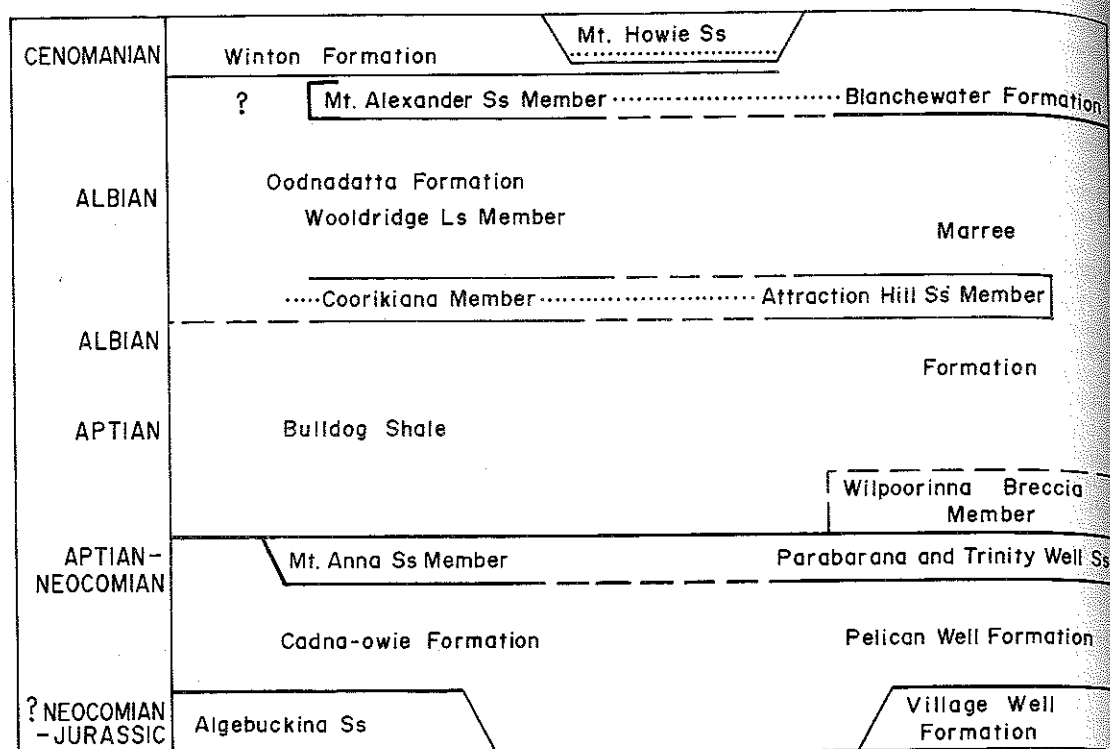 CENOMANIAN
Winton Formation
Mt. Howie Ss
?
Mt. Alexander Ss Member
Blanchewater Formation
ALBIAN
Oodnadatta Formation
Wooldridge Ls Member
Marree
Coorikiana Member
Attraction Hill Ss Member
ALBIAN
Formation
APTIAN
Bulldog Shale
Wilpoorinna Breccia
Member
APTIAN-
NEOCOMIAN
Mt. Anna Ss Member
Parabarana and Trinity Well Ss
Cadna-owie Formation
Pelican Well Formation
? NEOCOMIAN
-JURASSIC
Algebuckina Ss
Village Well
Formation